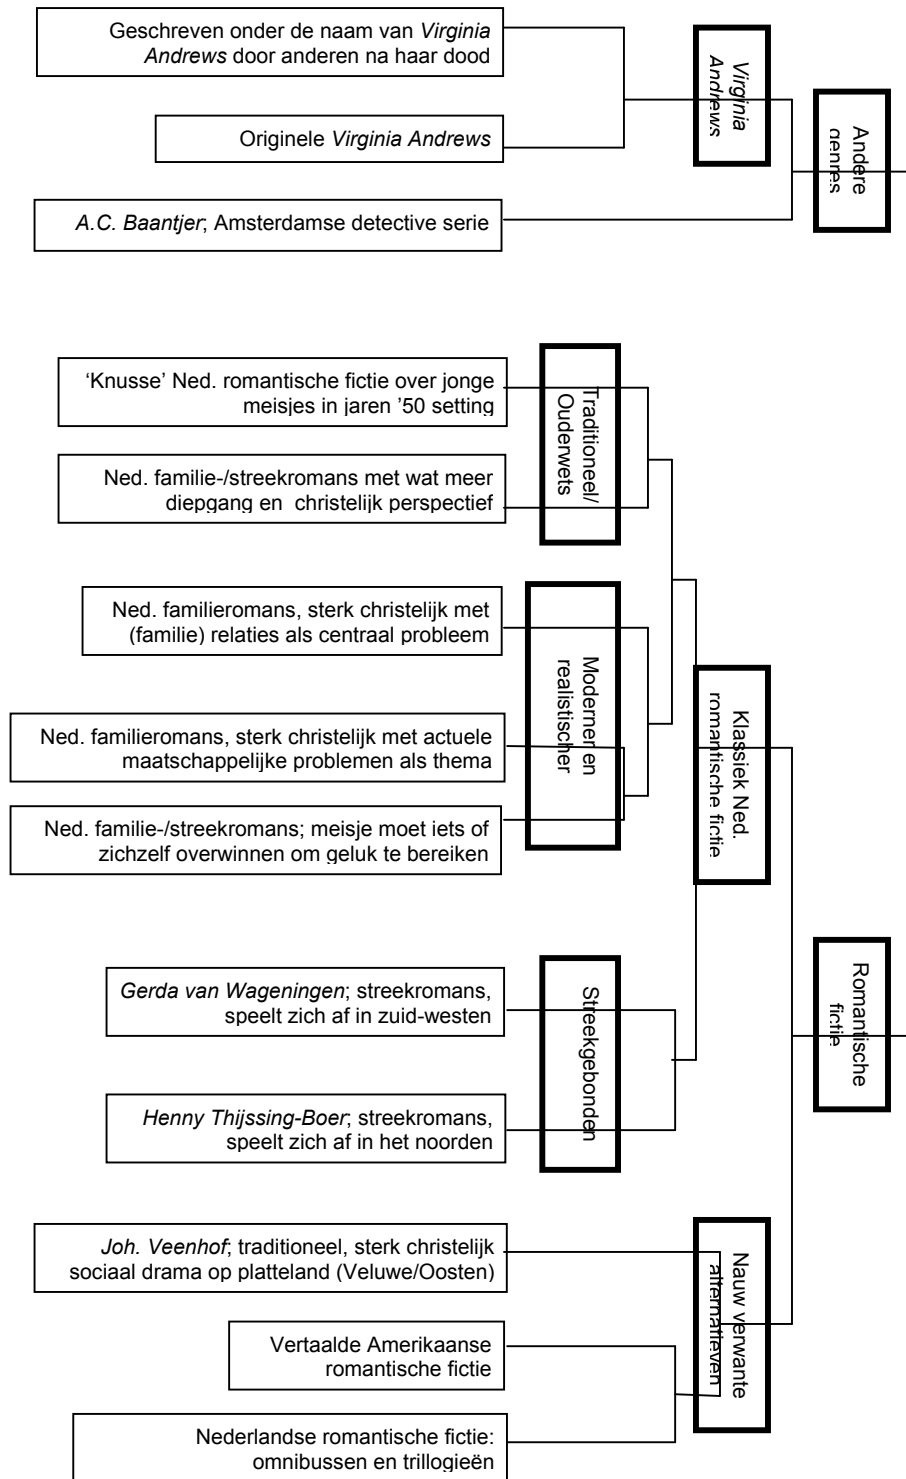 Geschreven onder de naam van Virginia
Andrews door anderen na haar dood
Originele Virginia Andrews
A.C. Baantjer; Amsterdamse detective serie
Virginia
Andrews
Andere
genres
‘Knusse’ Ned. romantische fictie over jonge
meisjes in jaren ’50 setting
Ned. familie-/streekromans met wat meer
diepgang en christelijk perspectief
Traditioneel/
Ouderwets
Ned. familieromans, sterk christelijk met
(familie) relaties als centraal probleem
Ned. familieromans, sterk christelijk met actuele
maatschappelijke problemen als thema
Ned. familie-/streekromans; meisje moet iets of
zichzelf overwinnen om geluk te bereiken
Moderner en
realistischer
Klassiek Ned.
romantische fictie
Gerda van Wageningen; streekromans,
speelt zich af in zuid-westen
Henny Thijssing-Boer; streekromans,
speelt zich af in het noorden
Streekgebonden
Romantische
fictie
Joh. Veenhof; traditioneel, sterk christelijk
sociaal drama op platteland (Veluwe/Oosten)
Vertaalde Amerikaanse
romantische fictie
Nederlandse romantische fictie:
omnibussen en trillogieën
Nauw verwante
alternatieven